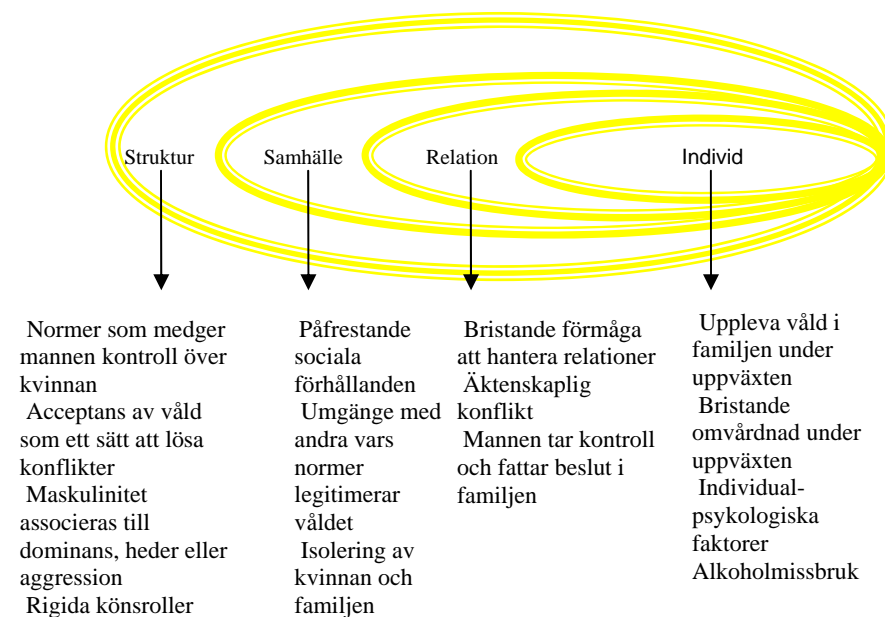 Struktur
Samhälle
Relation
Individ
Normer som medger
mannen kontroll över
kvinnan
Acceptans av våld
som ett sätt att lösa
konflikter
Maskulinitet
associeras till
dominans, heder eller
aggression
Rigida könsroller
Påfrestande
sociala
förhållanden
Umgänge med
andra vars
normer
legitimerar
våldet
Isolering av
kvinnan och
familjen
Bristande förmåga
att hantera relationer
Äktenskaplig
konflikt
Mannen tar kontroll
och fattar beslut i
familjen
Uppleva våld i
familjen under
uppväxten
Bristande
omvårdnad under
uppväxten
Individual-
psykologiska
faktorer
Alkoholmissbruk